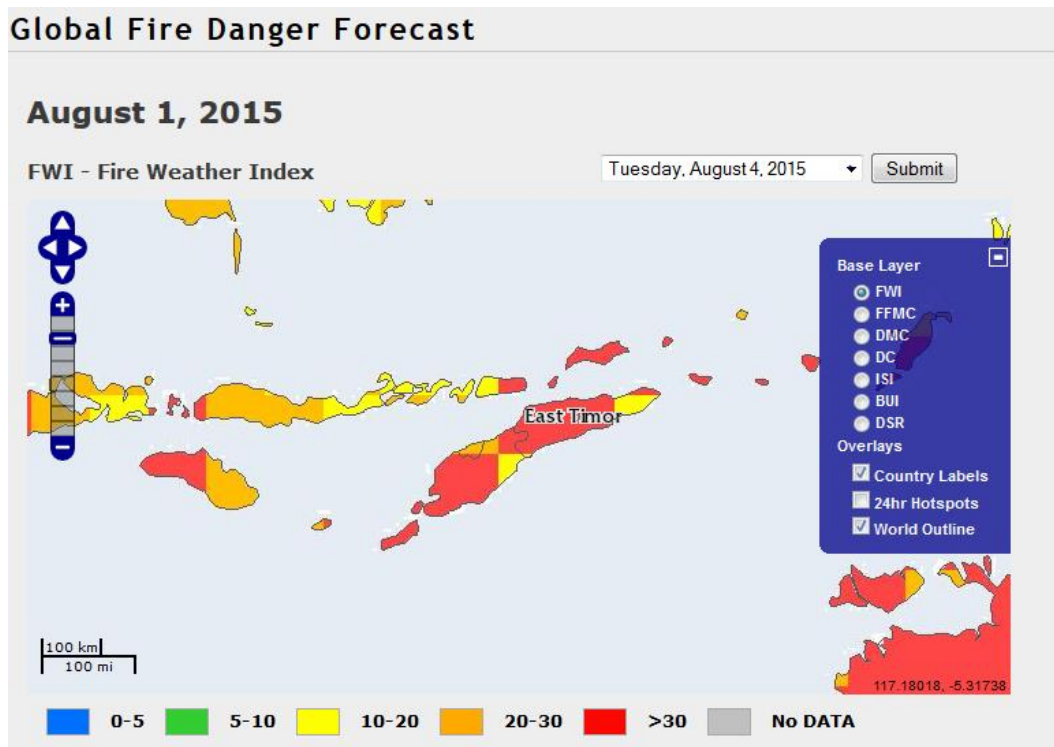 Global Fire Danger Forecast
August 1, 2015
FWI - Fire Weather Index
Tuesday, August 4, 2015
Submit
Base Layer
FWI
FFMC
DMC
DC
ISI
BUI
DSR
Overlays
Country Labels
24hr Hotspots
World Outline
East Timor
100 km
100 mi
117.18018, -5.31738
0-5 5-10 10-20 20-30 >30 No DATA